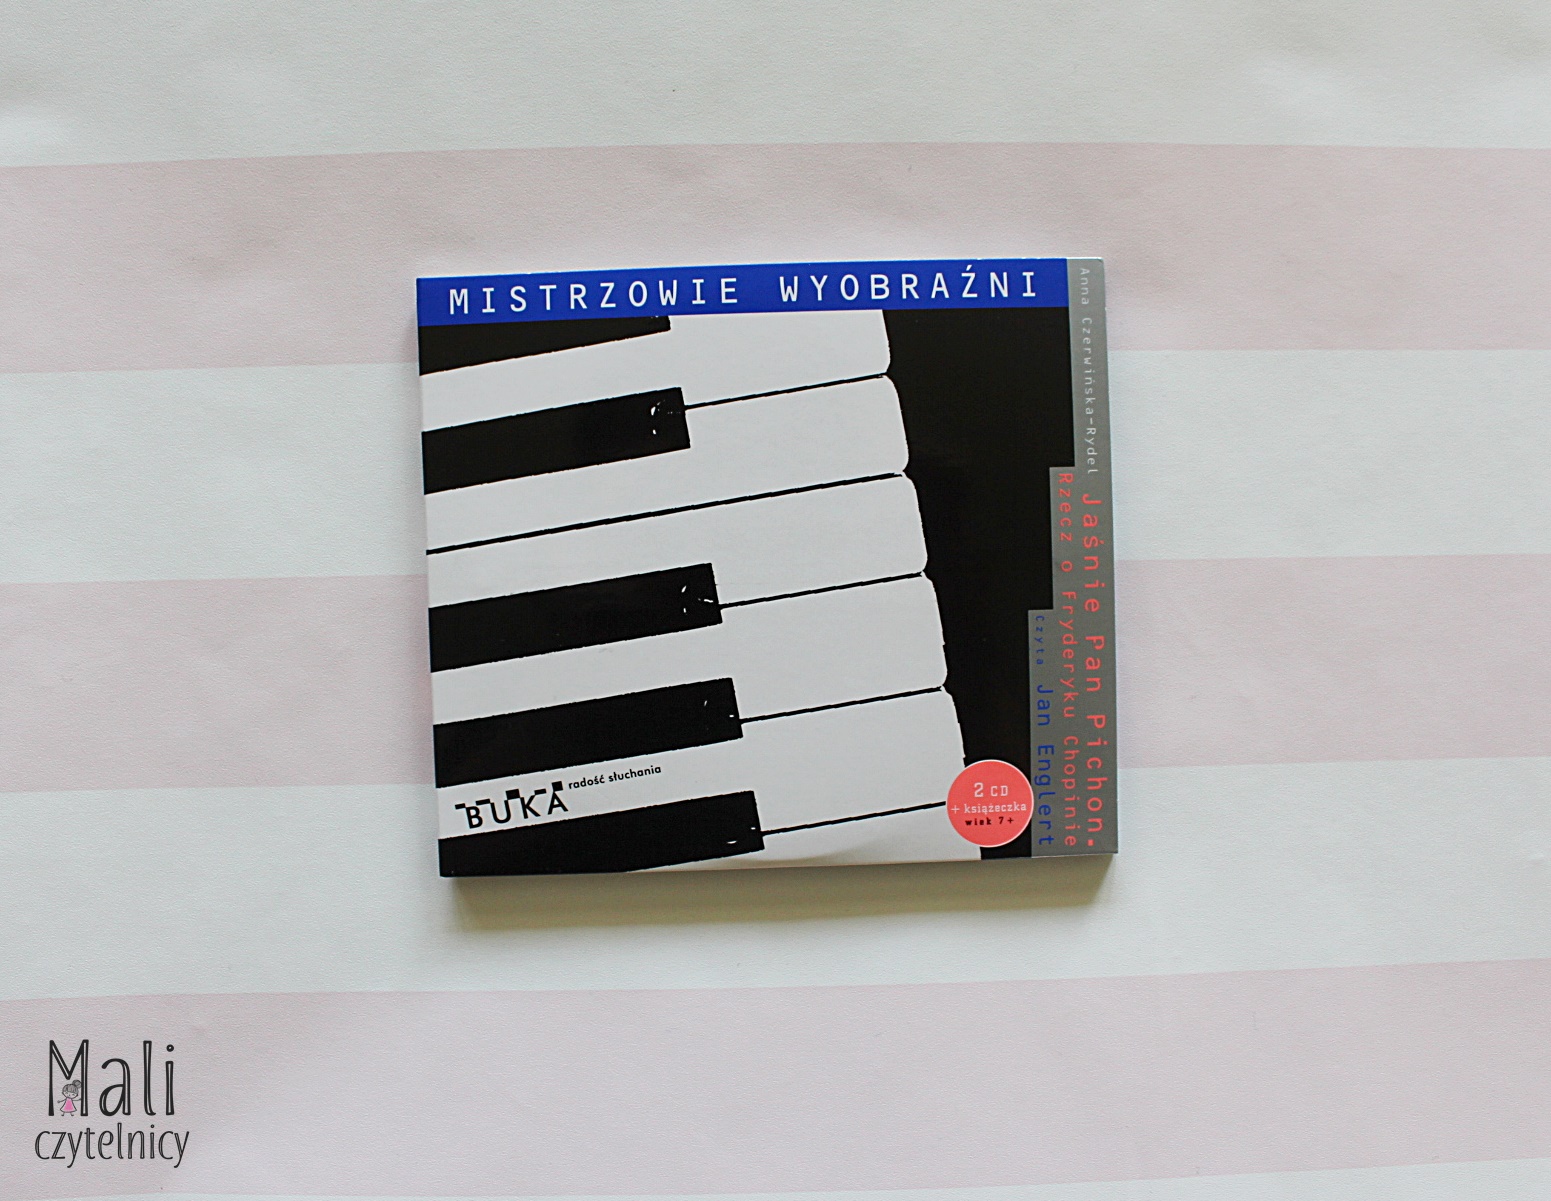 MISTRZOWIE WYOBRAŹNI
Anna Czerwińska-Rydel
Jaśnie Pan Pichon.
Rzecz o Fryderyku Chopinie
Czyta Jan Englert
BUKA radość słuchania
2 CD
+ książeczka
wiek 7+
Mali
czytelnicy